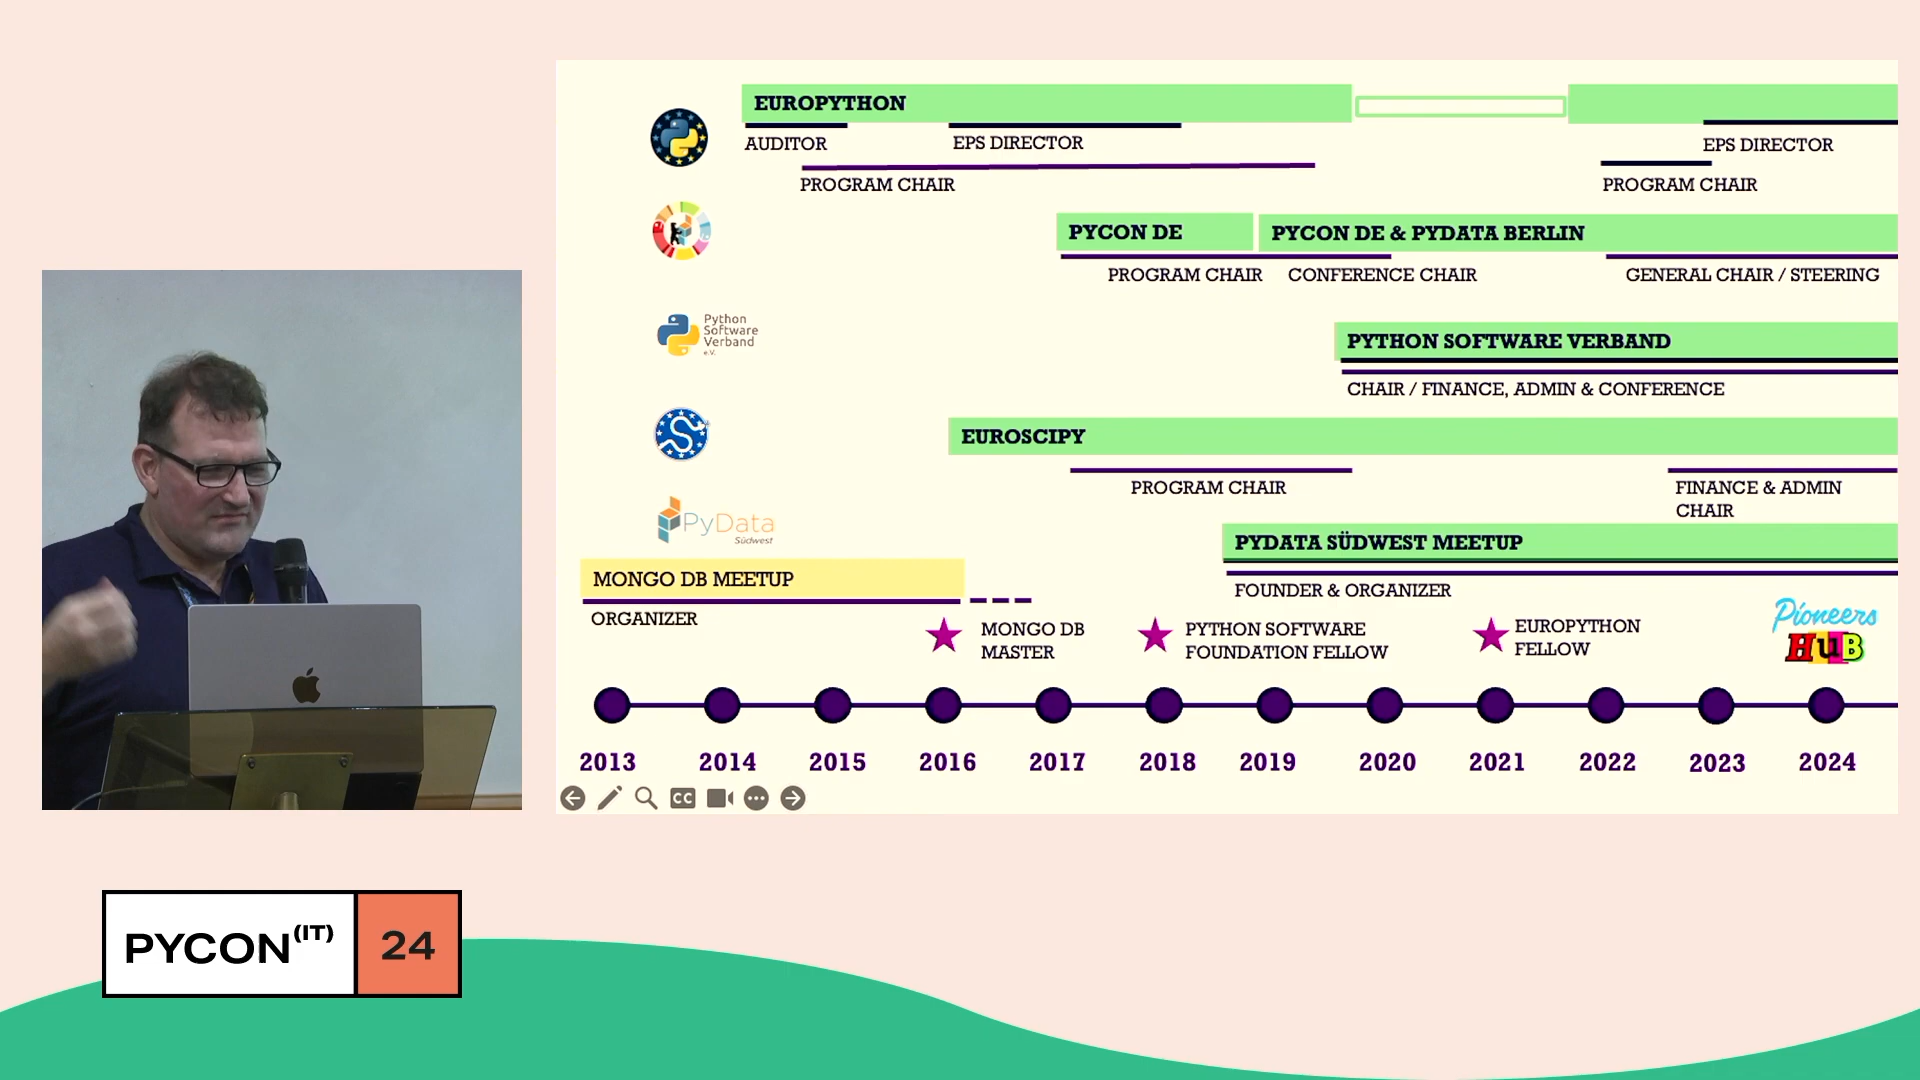 EUROPYTHON
AUDITOR
EPS DIRECTOR
EPS DIRECTOR
PROGRAM CHAIR
PROGRAM CHAIR
PYCON DE
PYCON DE & PYDATA BERLIN
PROGRAM CHAIR
CONFERENCE CHAIR
GENERAL CHAIR / STEERING
Python
Software
Verband
e.V.
PYTHON SOFTWARE VERBAND
CHAIR / FINANCE, ADMIN & CONFERENCE
EUROSCIPY
PROGRAM CHAIR
FINANCE & ADMIN
CHAIR
PyData
Südwest
PYDATA SÜDWEST MEETUP
FOUNDER & ORGANIZER
MONGO DB MEETUP
ORGANIZER
MONGO DB
MASTER
PYTHON SOFTWARE
FOUNDATION FELLOW
EUROPYTHON
FELLOW
Pioneers
HuB
2013 2014 2015 2016 2017 2018 2019 2020 2021 2022 2023 2024
CC
PYCON(IT) 24